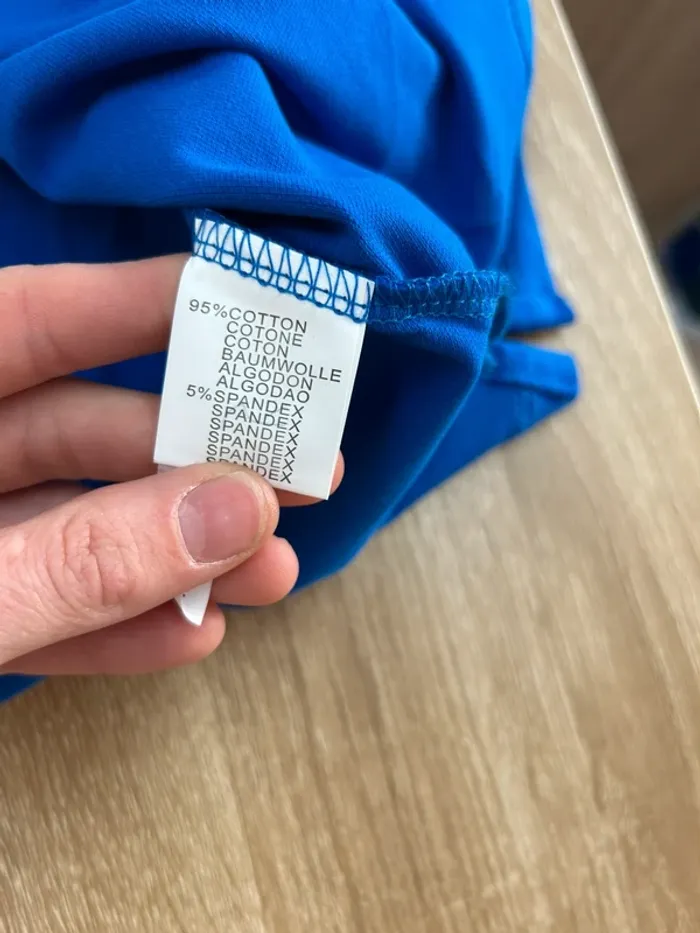 95%COTTON
COTONE
COTON
BAUMWOLLE
ALGODON
ALGODAO
5%SPANDEX
SPANDEX
SPANDEX
SPANDEX
SPANDEX
SPANDEX